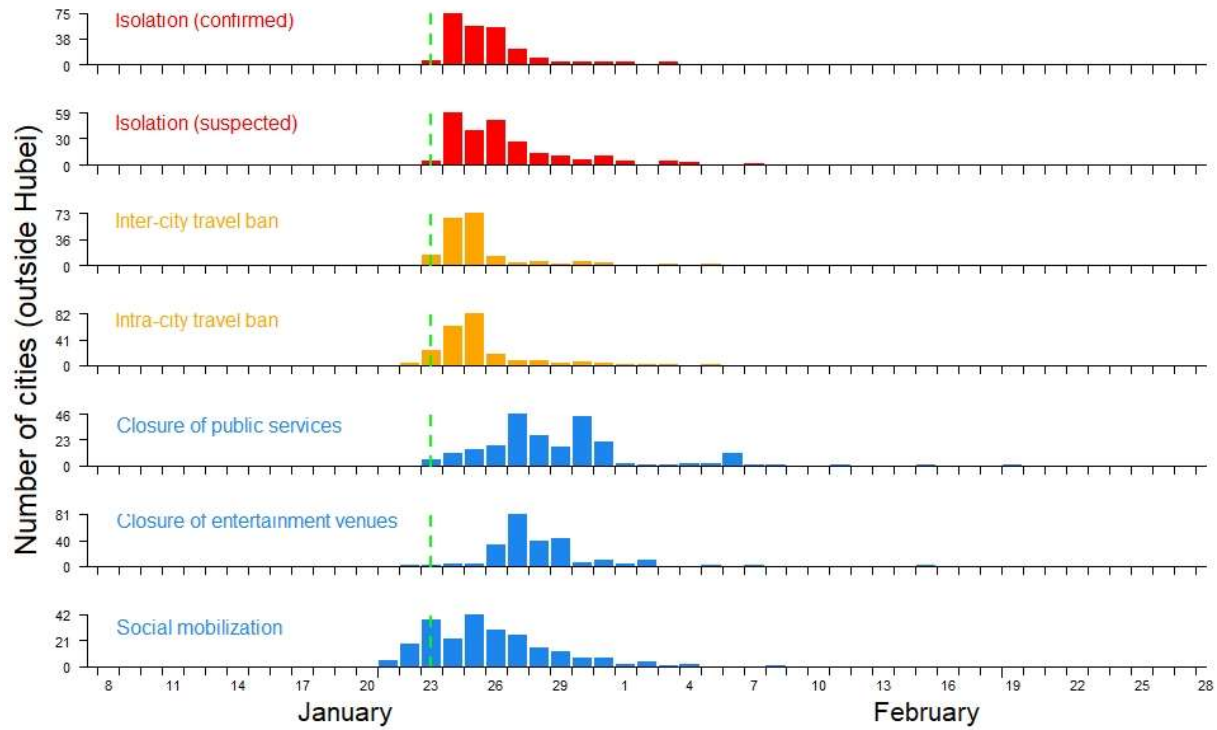 Number of cities (outside Hubei)
Isolation (confirmed)
75
38
0
Isolation (suspected)
59
30
0
Inter-city travel ban
73
36
0
Intra-city travel ban
82
41
0
Closure of public services
46
23
0
Closure of entertainment venues
81
40
0
Social mobilization
42
21
0
8 11 14 17 20 23 26 29 1 4 7 10 13 16 19 22 25 28
January February